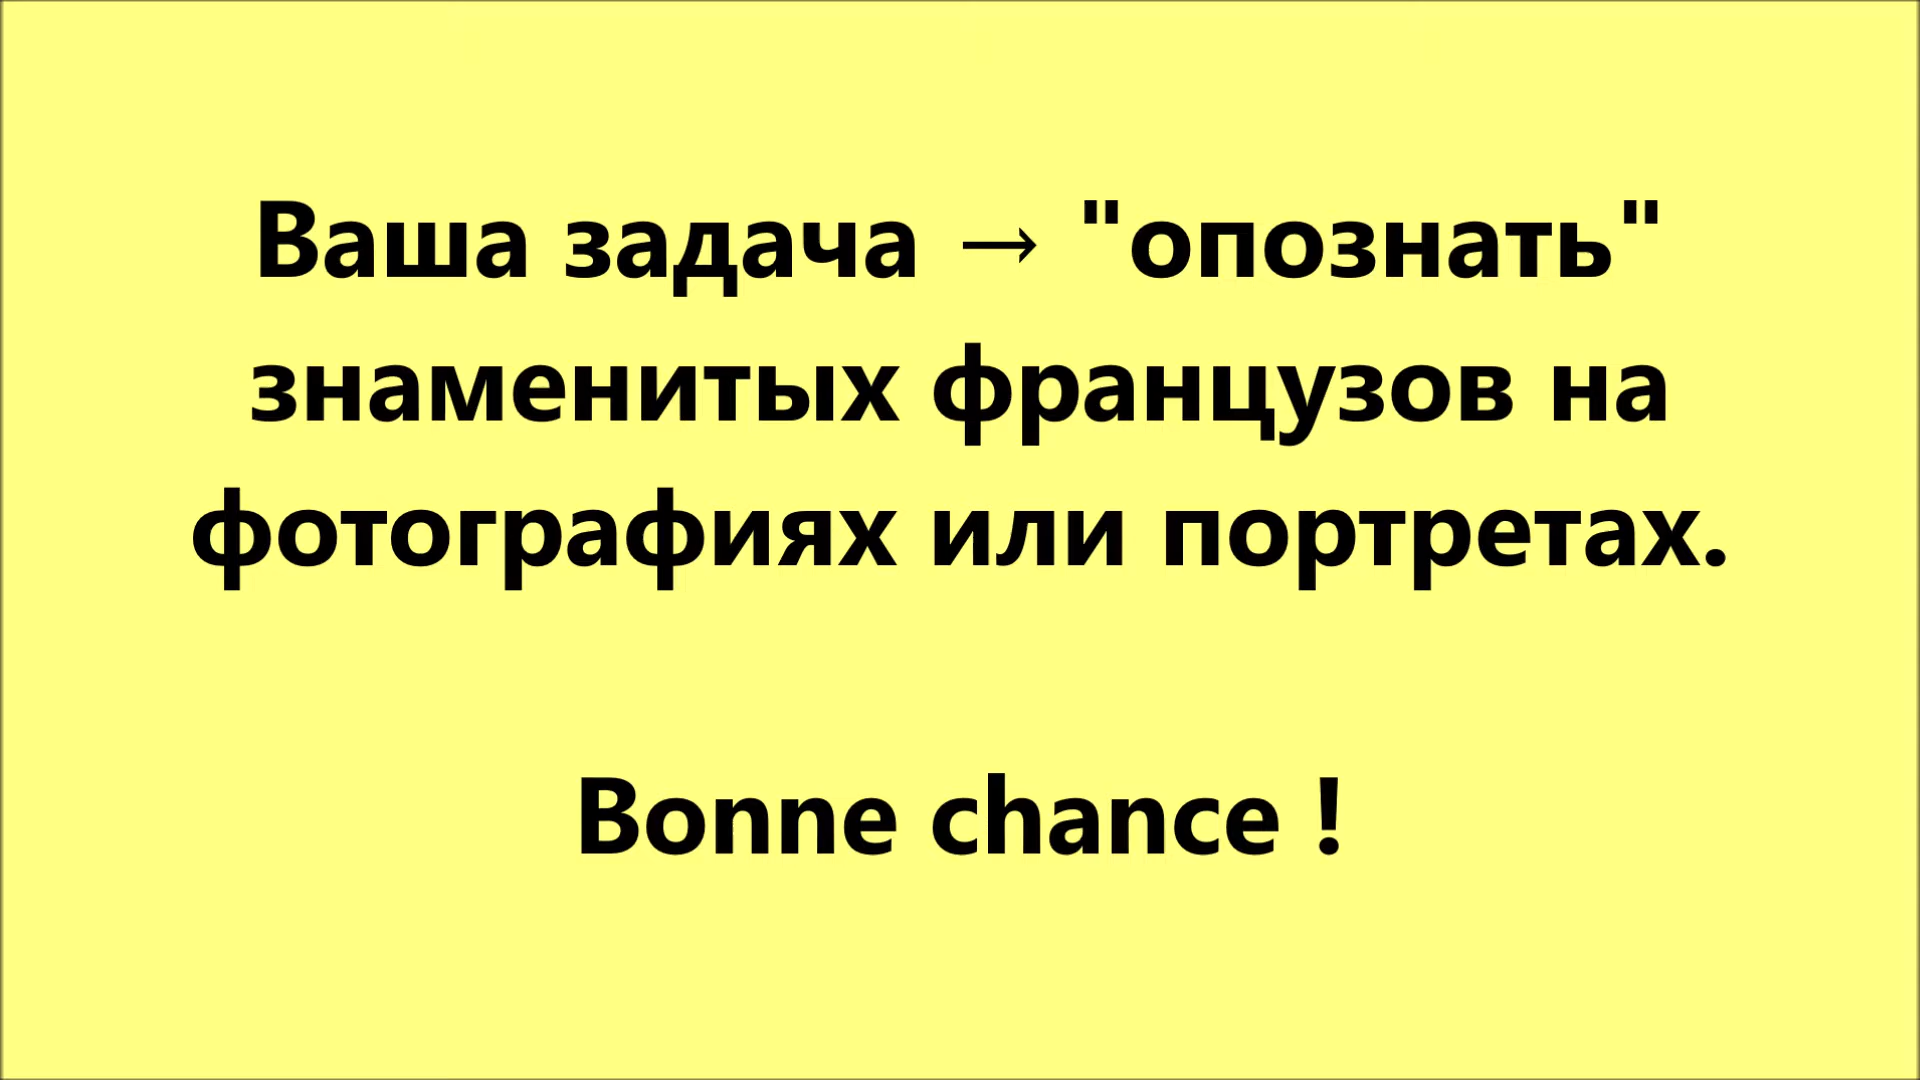 Ваша задача → "опознать"
знаменитых французов на
фотографиях или портретах.
Bonne chance !